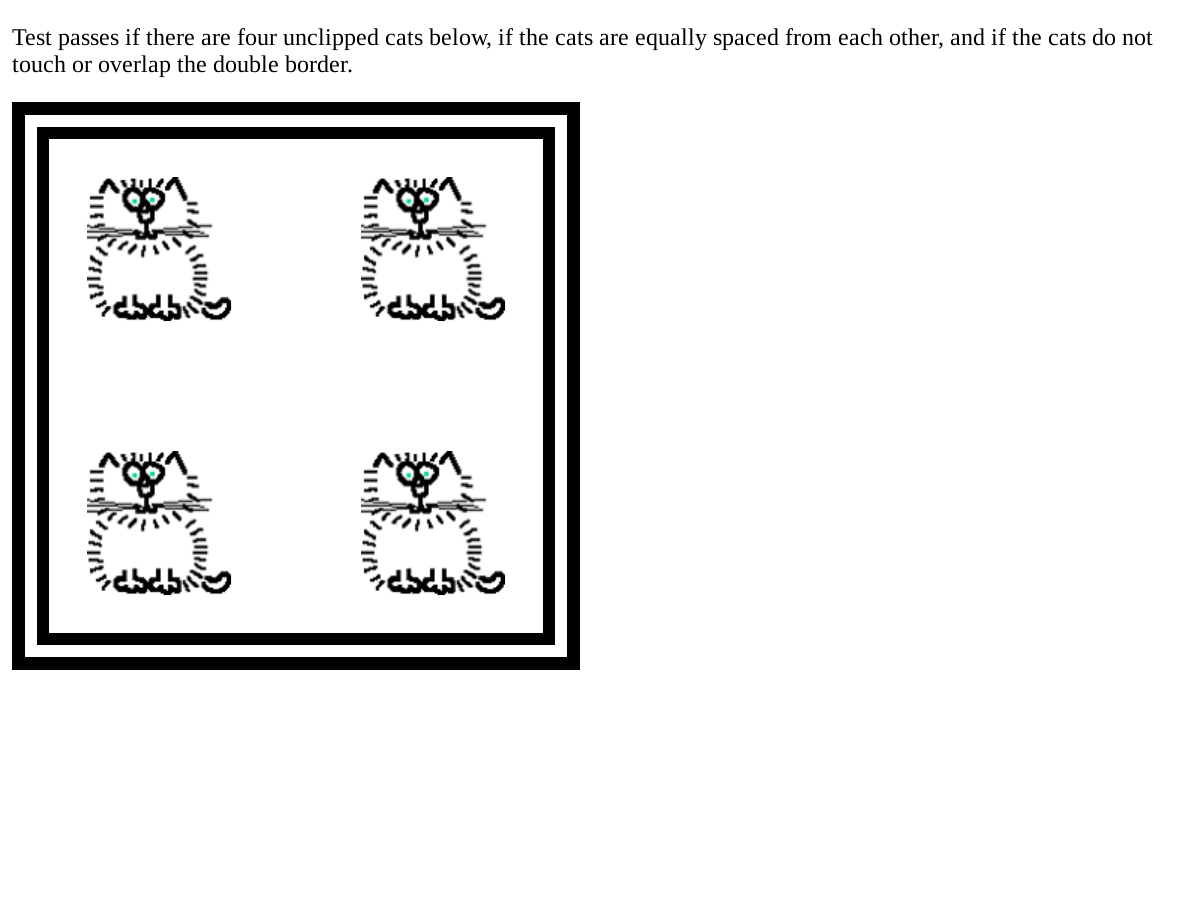 Test passes if there are four unclipped cats below, if the cats are equally spaced from each other, and if the cats do not
touch or overlap the double border.